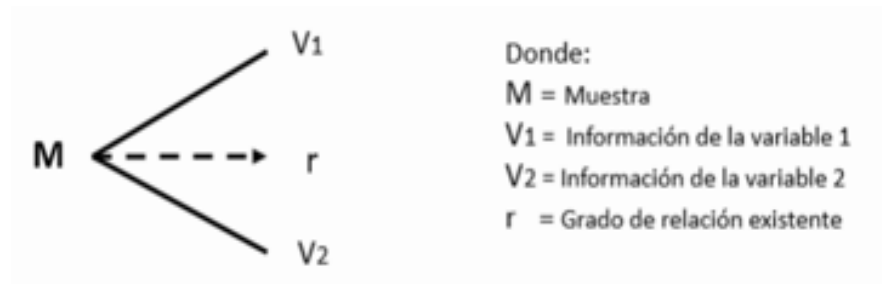 V1
M
r
V2
Donde:
M = Muestra
V1 = Información de la variable 1
V2 = Información de la variable 2
r = Grado de relación existente